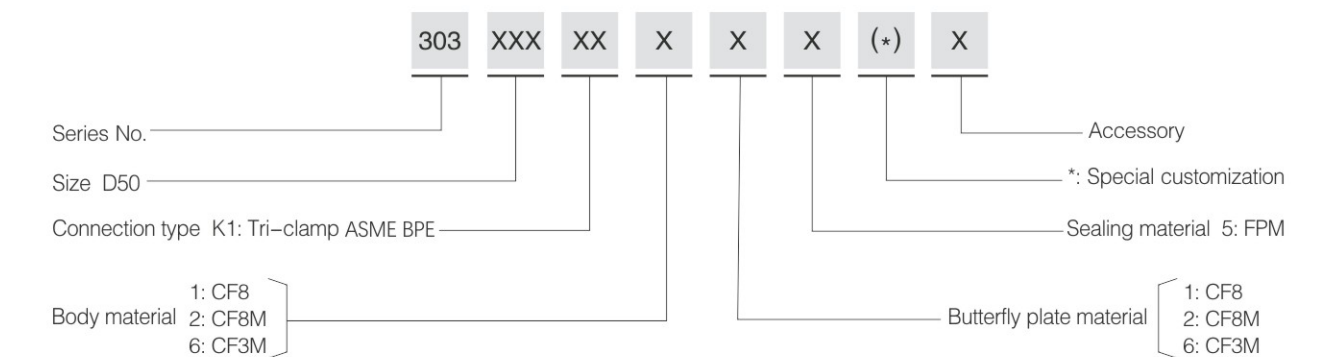 303 XXX XX X X X (*) X
Series No.
Accessory
Size D50
*: Special customization
Connection type K1: Tri-clamp ASME BPE
Sealing material 5: FPM
Body material
1: CF8
2: CF8M
6: CF3M
Butterfly plate material
1: CF8
2: CF8M
6: CF3M